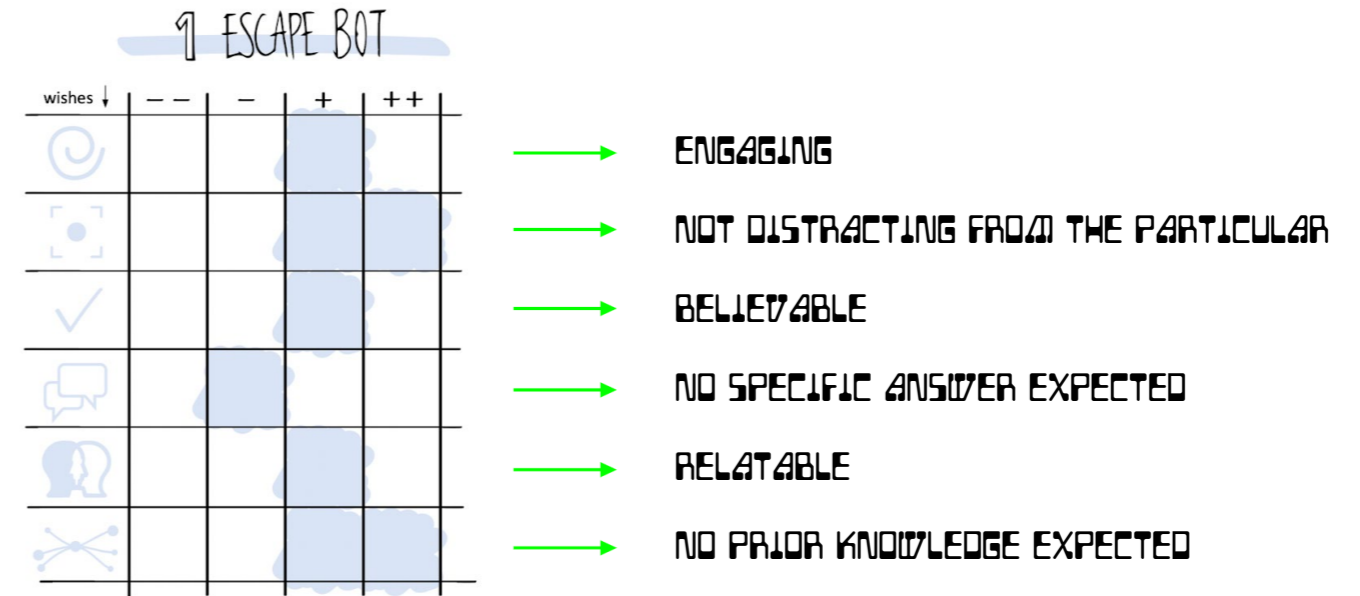 1 ESCAPE BOT
wishes ↓ -- - + ++
ENGAGING
NOT DISTRACTING FROM THE PARTICULAR
BELIEVABLE
NO SPECIFIC ANSWER EXPECTED
RELATABLE
NO PRIOR KNOWLEDGE EXPECTED